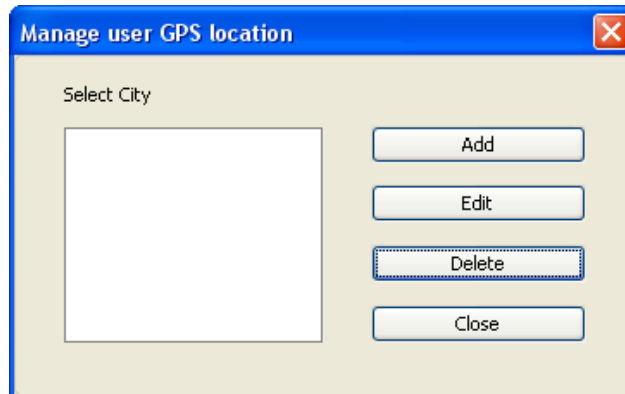 Manage user GPS location
Select City
Add
Edit
Delete
Close